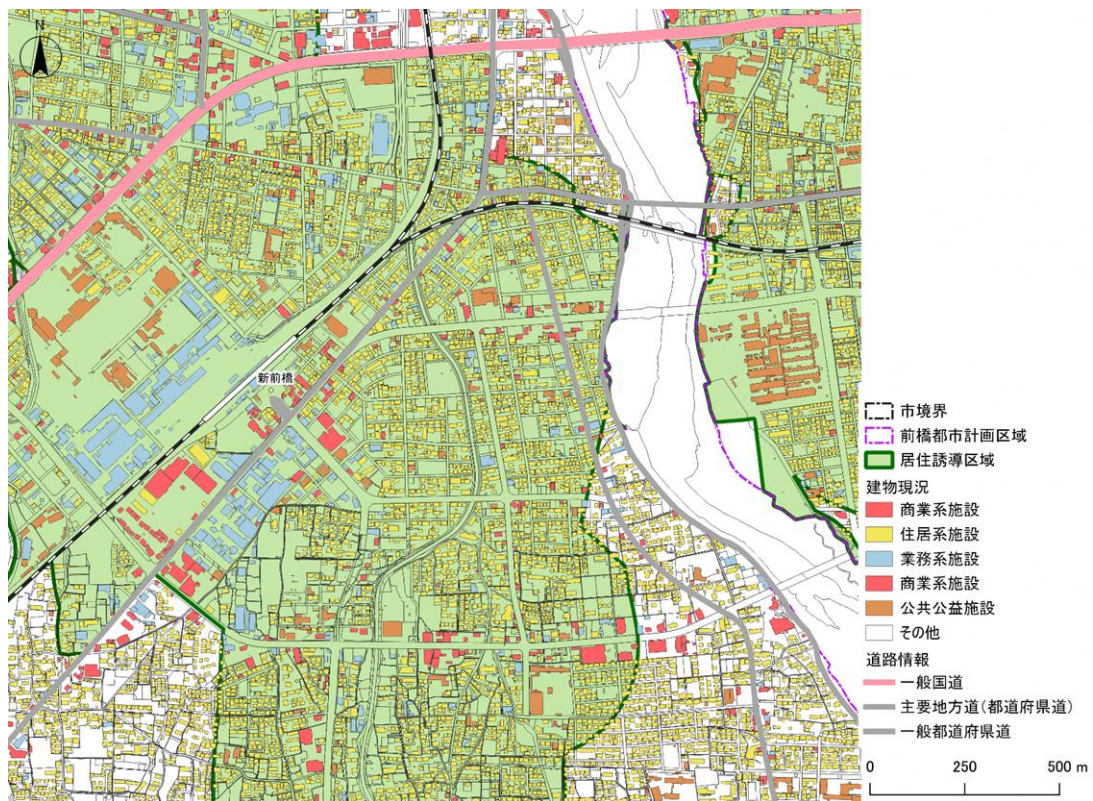 N
新前橋
市境界
前橋都市計画区域
居住誘導区域
建物現況
商業系施設
住居系施設
業務系施設
商業系施設
公共公益施設
その他
道路情報
一般国道
主要地方道(都道府県道)
一般都道府県道
0 250 500 m